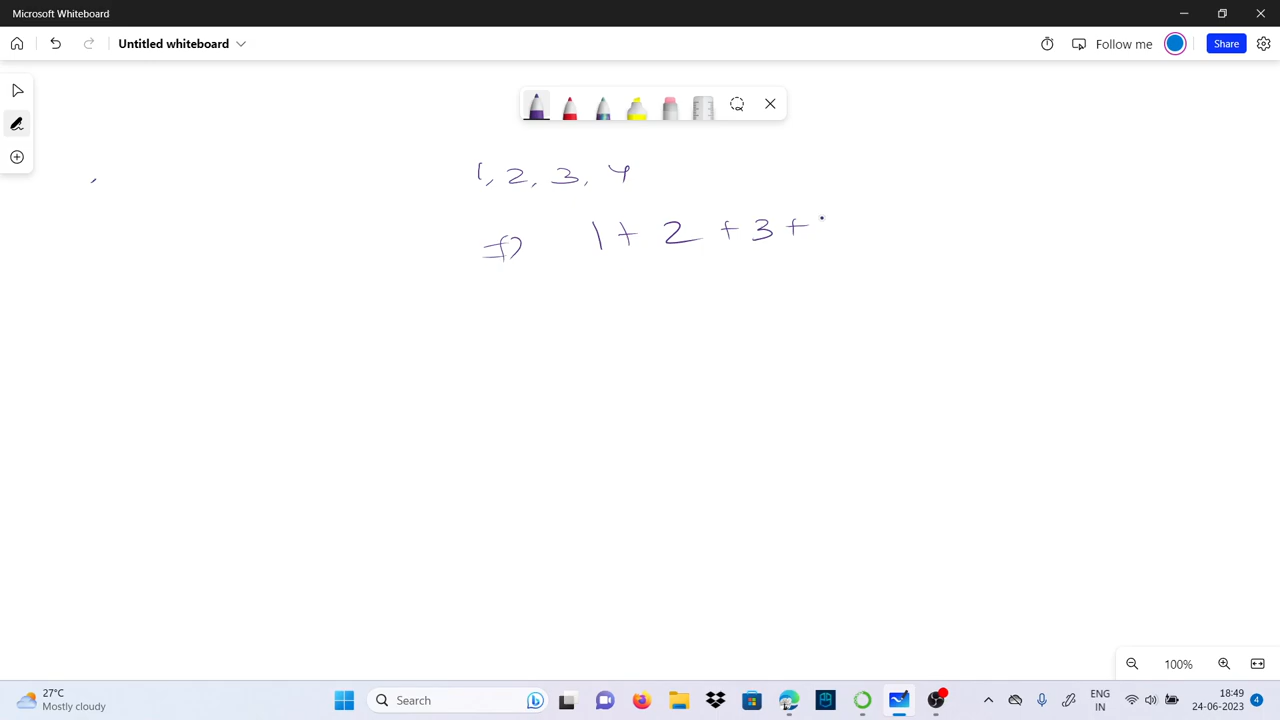 Microsoft Whiteboard
Untitled whiteboard
Follow me
Share
1, 2, 3, 4
⇒ 1 + 2 + 3 +
100%
27°C
Mostly cloudy
Search
ENG
IN
18:49
24-06-2023
4